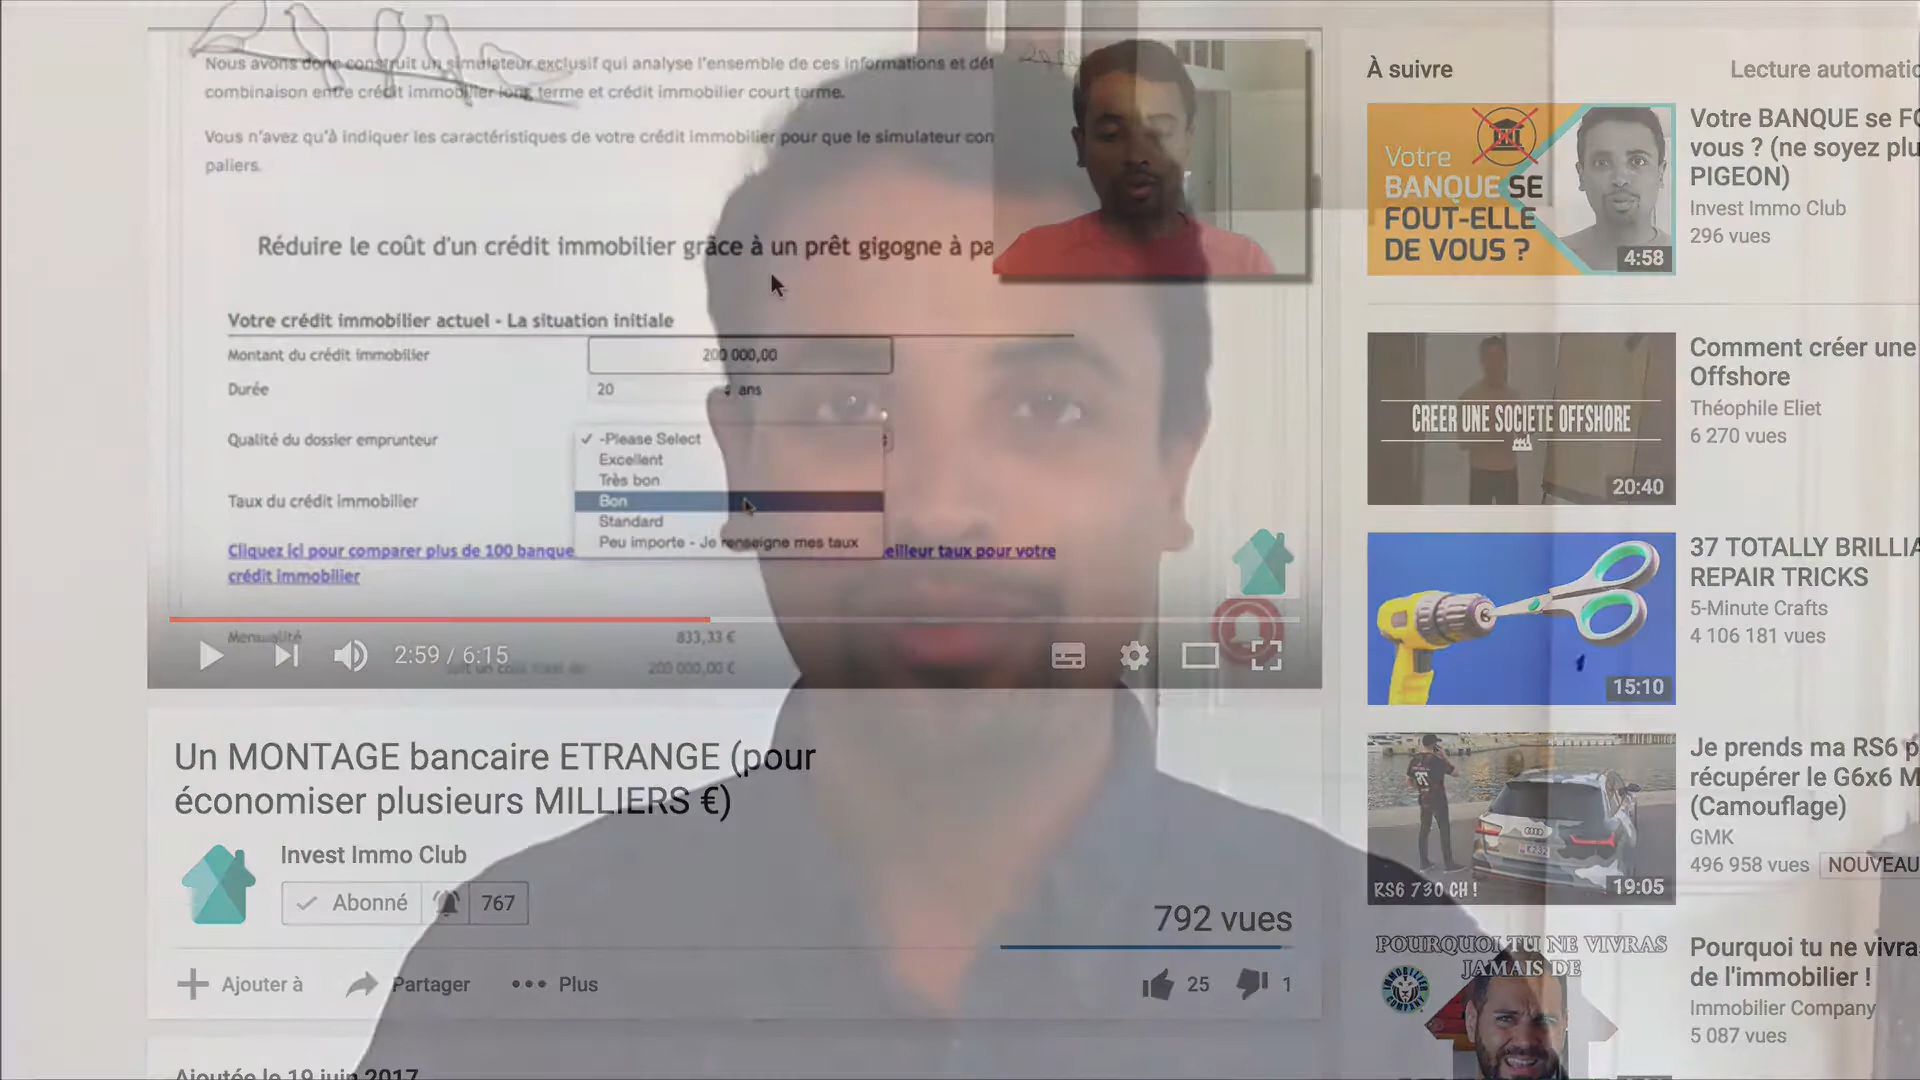 Nous avons donc construit un simulateur exclusif qui analyse l'ensemble de ces informations et dét
combinaison entre crédit immobilier long terme et crédit immobilier court terme.
Vous n'avez qu'à indiquer les caractéristiques de votre crédit immobilier pour que le simulateur con
paliers.
Réduire le coût d'un crédit immobilier grâce à un prêt gigogne à pa
Votre crédit immobilier actuel - La situation initiale
Montant du crédit immobilier 200 000,00
Durée 20 ans
Qualité du dossier emprunteur
-Please Select
Excellent
Très bon
Taux du crédit immobilier
Bon
Standard
Peu importe - Je renseigne mes taux
Cliquez ici pour comparer plus de 100 banque eilleur taux pour votre
crédit immobilier
Mensualité 833,33 €
200 000,00 €
2:59 / 6:15
Un MONTAGE bancaire ETRANGE (pour
économiser plusieurs MILLIERS €)
Invest Immo Club
Abonné 767
792 vues
Ajouter à Partager Plus 25 1
Ajoutée le 19 juin 2017
À suivre Lecture automatic
Votre
BANQUE SE
FOUT-ELLE
DE VOUS ?
4:58
Votre BANQUE se FO
vous ? (ne soyez plu
PIGEON)
Invest Immo Club
296 vues
CREER UNE SOCIETE OFFSHORE
20:40
Comment créer une
Offshore
Théophile Eliet
6 270 vues
15:10
37 TOTALLY BRILLIA
REPAIR TRICKS
5-Minute Crafts
4 106 181 vues
RS6 730 CH !
19:05
Je prends ma RS6 p
récupérer le G6x6 M
(Camouflage)
GMK
496 958 vues NOUVEAU
POURQUOI TU NE VIVRAS
JAMAIS DE
IMMOBILIER
COMPANY
Pourquoi tu ne vivra
de l'immobilier !
Immobilier Company
5 087 vues